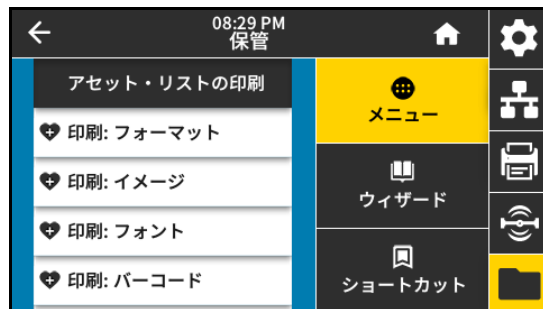 08:29 PM
保管
アセット・リストの印刷
印刷: フォーマット
印刷: イメージ
印刷: フォント
印刷: バーコード
メニュー
ウィザード
ショートカット